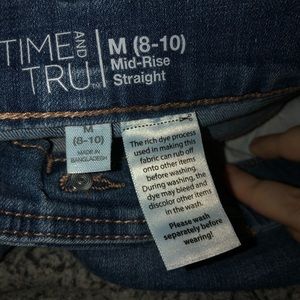 TIME AND TRU
M (8-10)
Mid-Rise
Straight
M
(8-10)
MADE IN
BANGLADESH
The rich dye process
used in making this
fabric can rub off
onto other items
before washing.
During washing, the
dye may bleed and
discolor other items
in the wash.
Please wash
separately before
wearing!